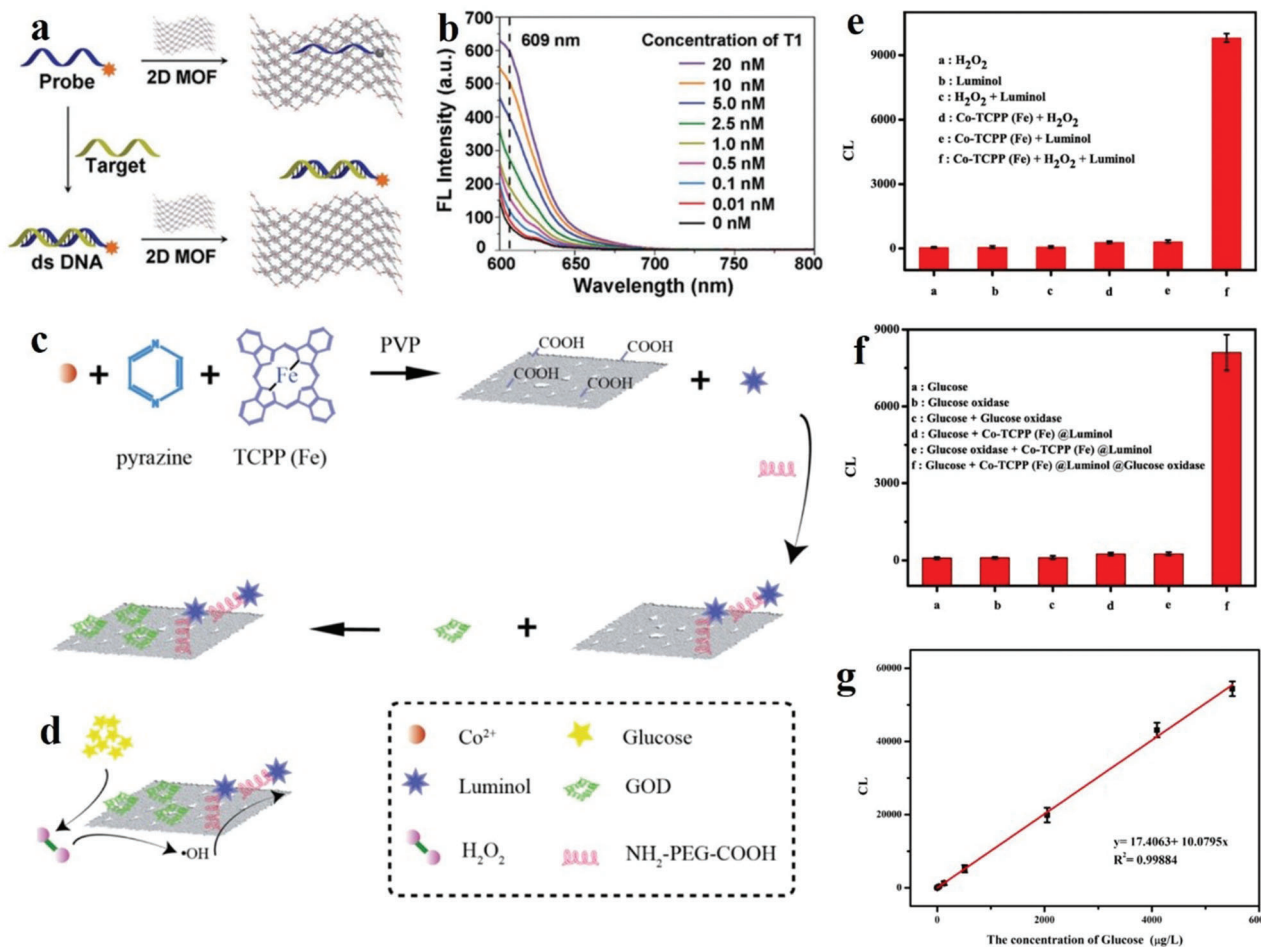 a
Probe
2D MOF
Target
ds DNA
2D MOF
b
609 nm
Concentration of T1
20 nM
10 nM
5.0 nM
2.5 nM
1.0 nM
0.5 nM
0.1 nM
0.01 nM
0 nM
700
600
500
400
300
200
100
0
FL Intensity (a.u.)
600 650 700 750 800
Wavelength (nm)
e
a : H₂O₂
b : Luminol
c : H₂O₂ + Luminol
d : Co-TCPP (Fe) + H₂O₂
e : Co-TCPP (Fe) + Luminol
f : Co-TCPP (Fe) + H₂O₂ + Luminol
9000
6000
3000
0
CL
a b c d e f
c
N
N
pyrazine
Fe
TCPP (Fe)
PVP
COOH
COOH
COOH
COOH
f
a : Glucose
b : Glucose oxidase
c : Glucose + Glucose oxidase
d : Glucose + Co-TCPP (Fe) @Luminol
e : Glucose oxidase + Co-TCPP (Fe) @Luminol
f : Glucose + Co-TCPP (Fe) @Luminol @Glucose oxidase
9000
6000
3000
0
CL
a b c d e f
d
•OH
Co²⁺
Glucose
Luminol
GOD
H₂O₂
NH₂-PEG-COOH
g
60000
40000
20000
0
CL
y= 17.4063+ 10.0795x
R²= 0.99884
0 2000 4000 600
The concentration of Glucose (μg/L)